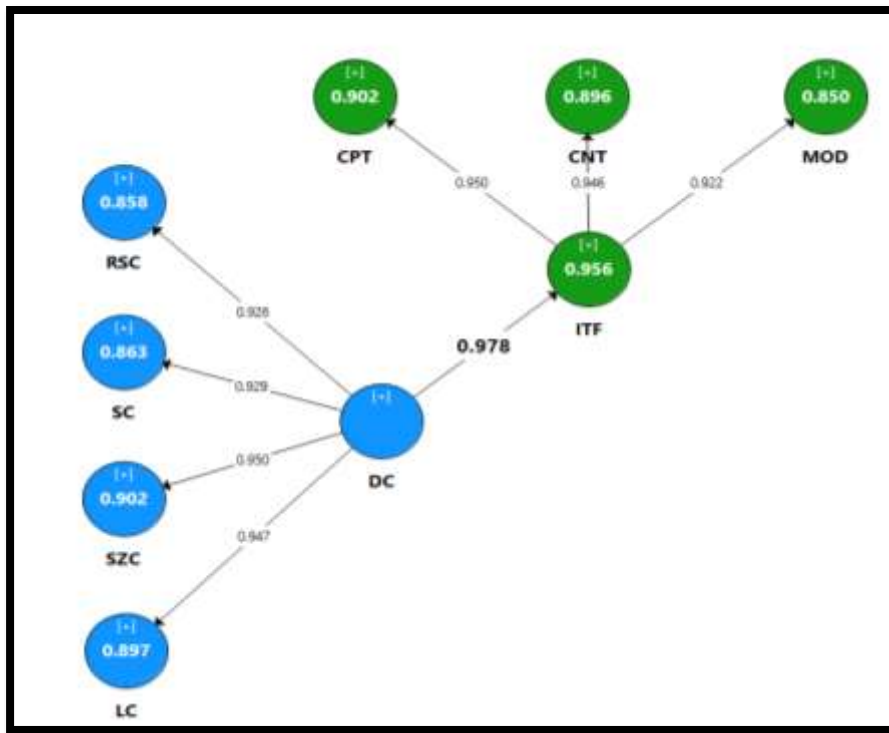 [+]
0.902
CPT
[+]
0.896
CNT
[+]
0.850
MOD
0.950
0.946
0.922
[+]
0.858
RSC
[+]
0.956
ITF
0.928
0.978
[+]
0.863
SC
0.929
[+]
DC
0.950
[+]
0.902
SZC
0.947
[+]
0.897
LC